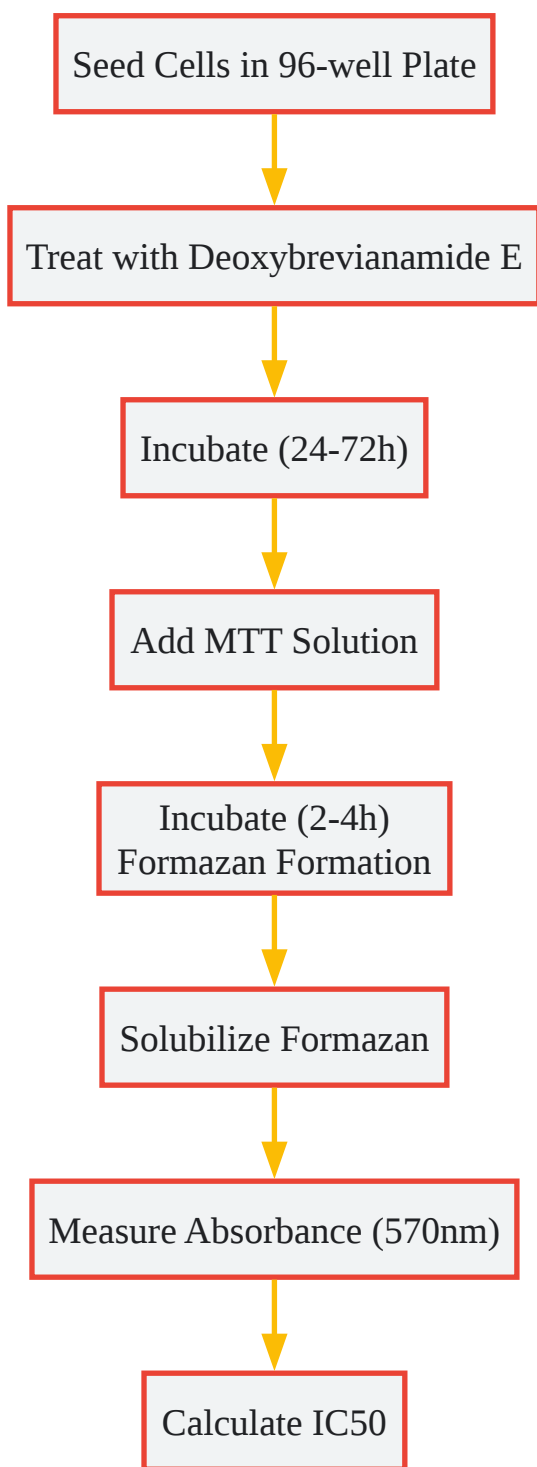 Seed Cells in 96-well Plate
Treat with Deoxybrevianamide E
Incubate (24-72h)
Add MTT Solution
Incubate (2-4h)
Formazan Formation
Solubilize Formazan
Measure Absorbance (570nm)
Calculate IC50